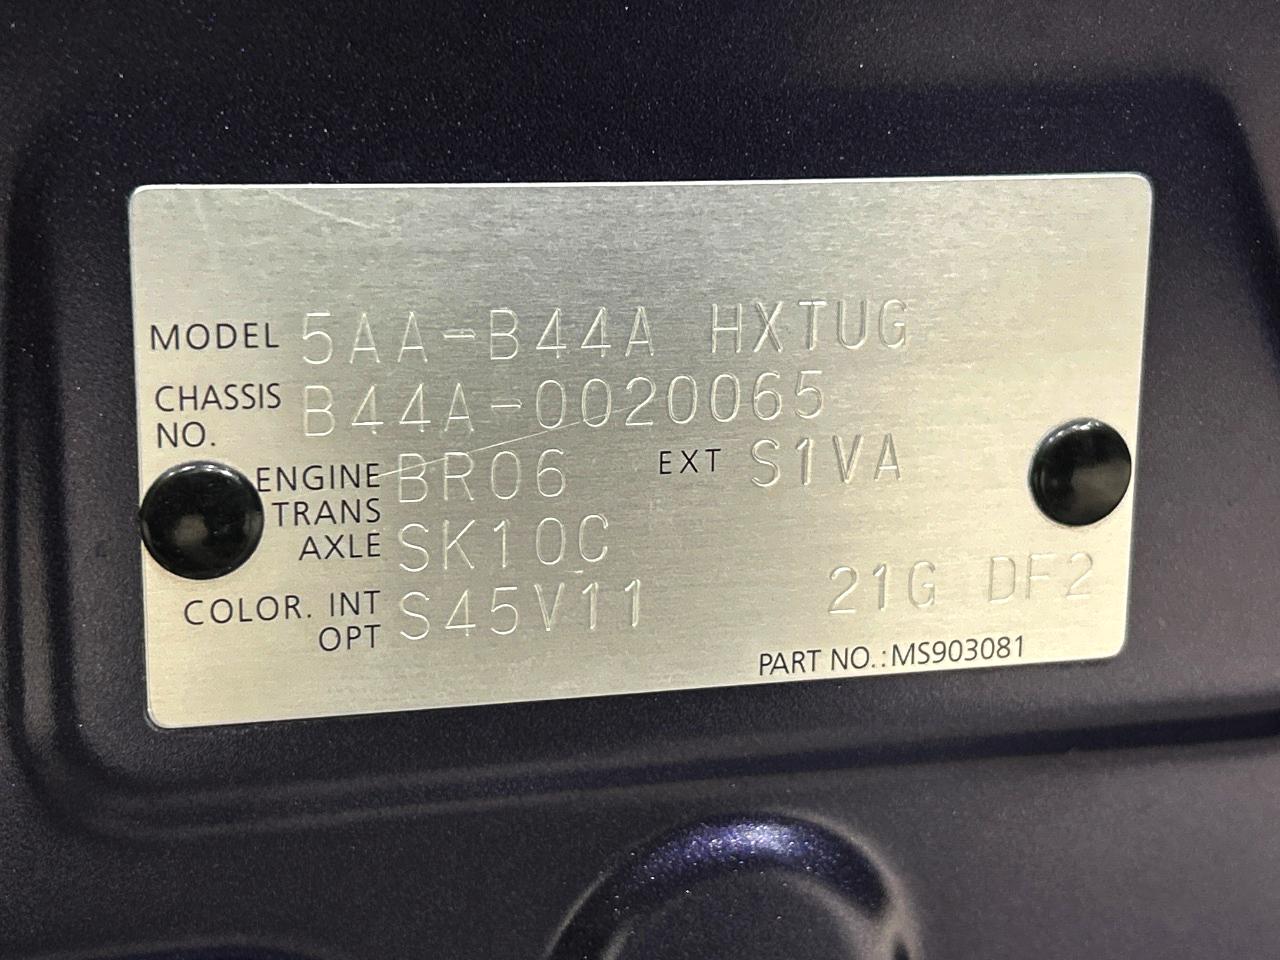 MODEL 5AA-B44A HXTUG
CHASSIS NO. B44A-0020065
ENGINE BR06 EXT S1VA
TRANS AXLE SK10C
COLOR. INT OPT S45V11 21G DF2
PART NO.:MS903081